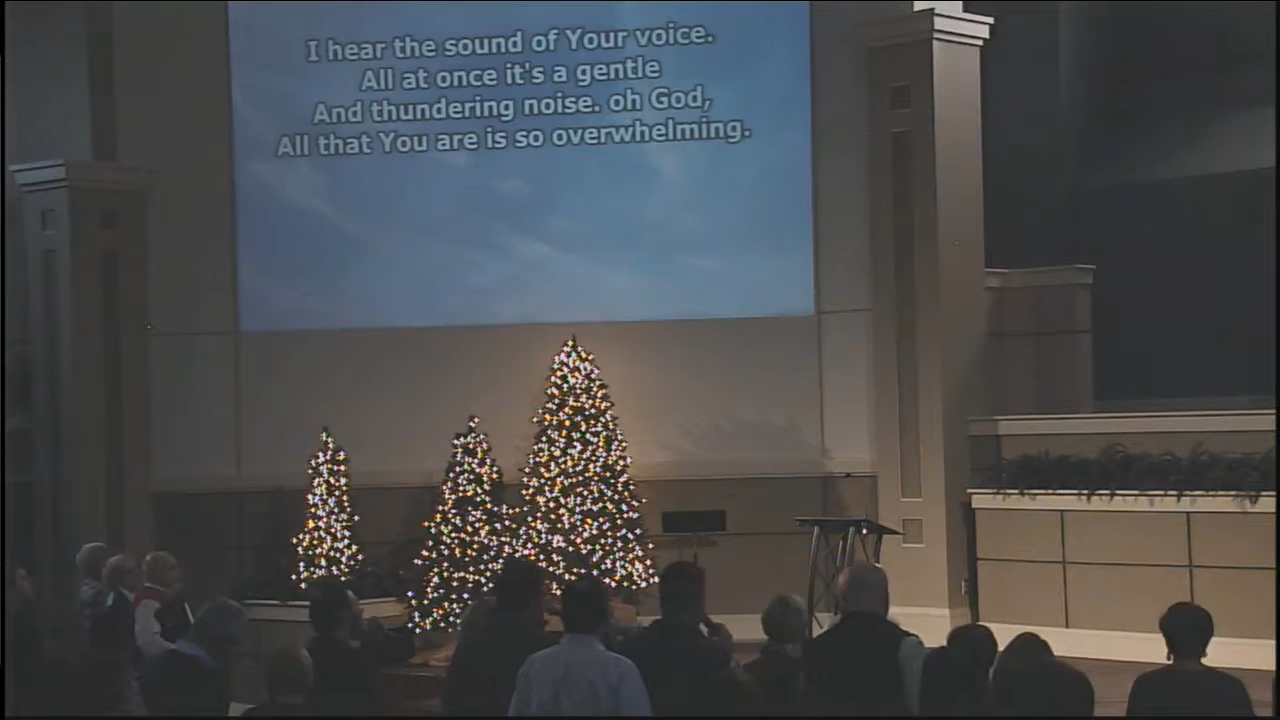 I hear the sound of Your voice.
All at once it's a gentle
And thundering noise. oh God,
All that You are is so overwhelming.